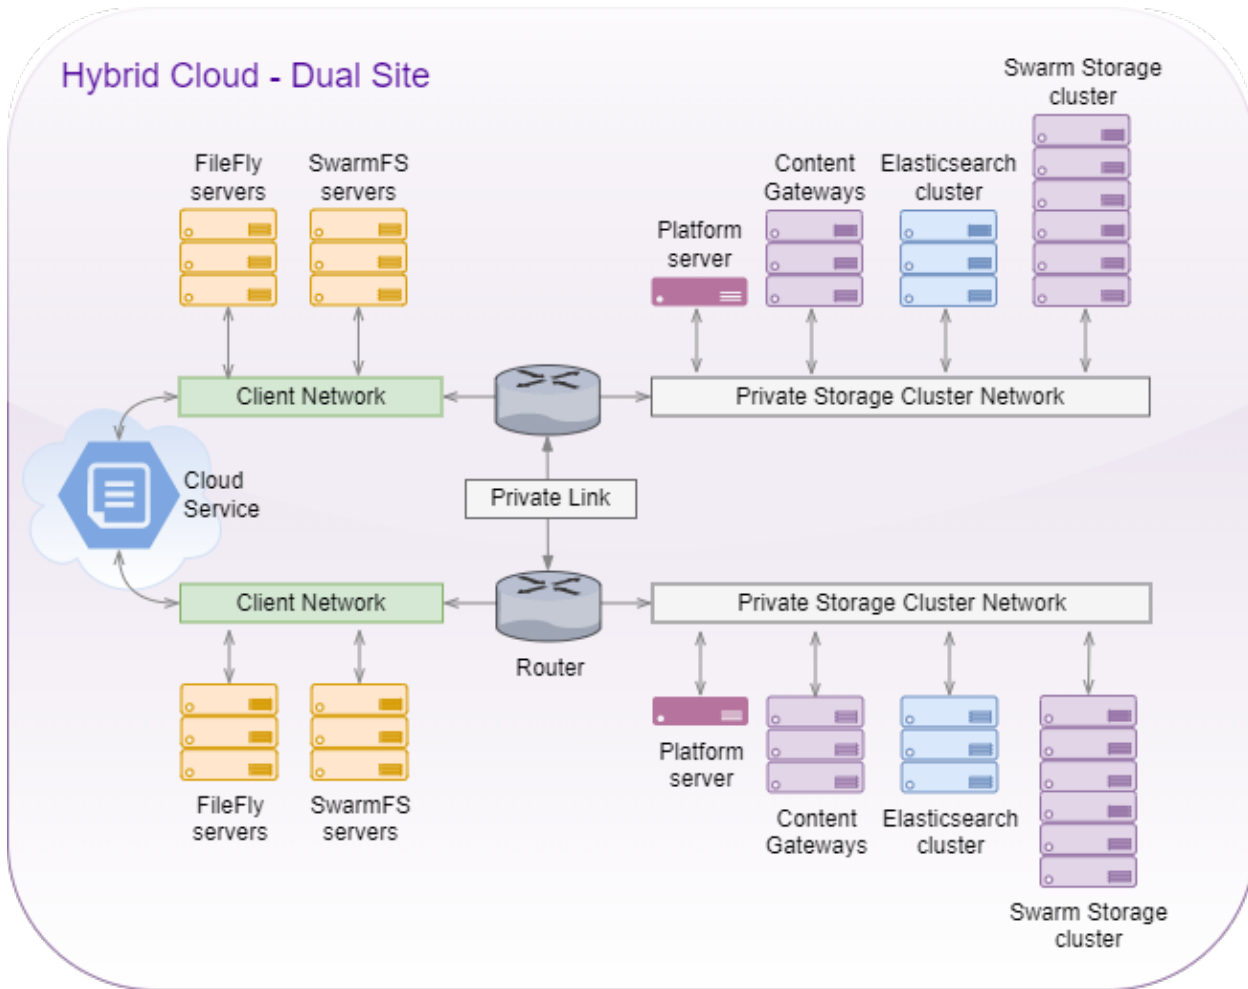 Hybrid Cloud - Dual Site
Swarm Storage
cluster
FileFly
servers
SwarmFS
servers
Content
Gateways
Elasticsearch
cluster
Platform
server
Client Network
Private Storage Cluster Network
Cloud
Service
Private Link
Client Network
Private Storage Cluster Network
Router
FileFly
servers
SwarmFS
servers
Platform
server
Content
Gateways
Elasticsearch
cluster
Swarm Storage
cluster